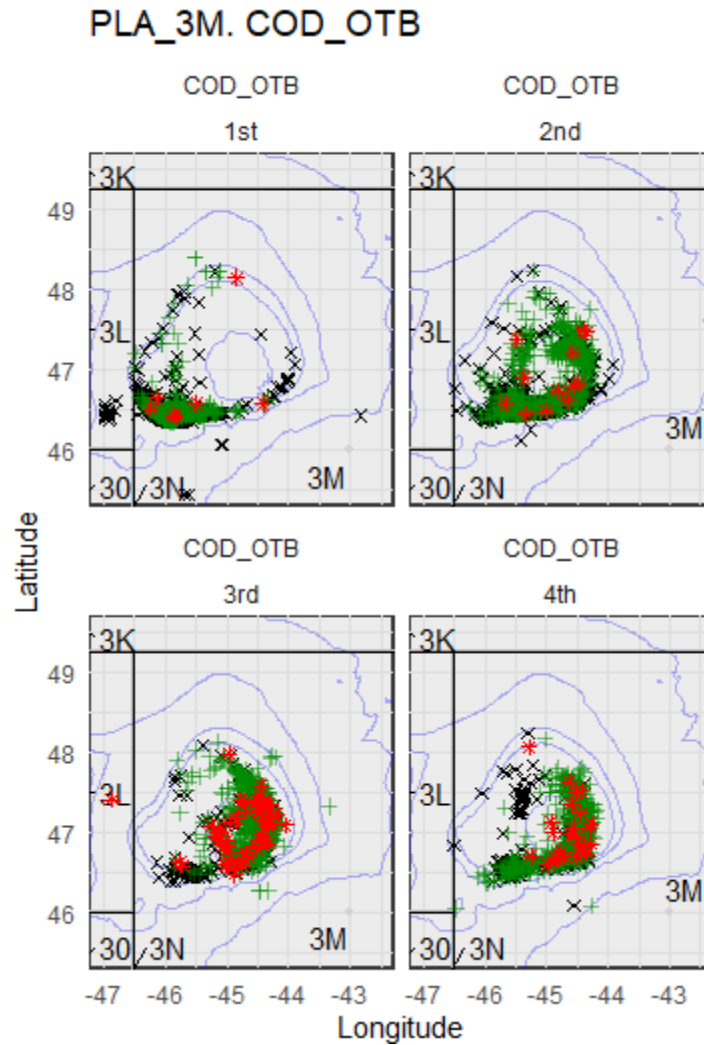 PLA_3M. COD_OTB
COD_OTB COD_OTB
1st 2nd
3K 3K
49
48
3L 3L
47
46
3M 3M
30 3N 30 3N
Latitude
COD_OTB COD_OTB
3rd 4th
3K 3K
49
48
3L 3L
47
46
3M 3M
30 3N 30 3N
-47 -46 -45 -44 -43 -46 -45 -44 -43
Longitude